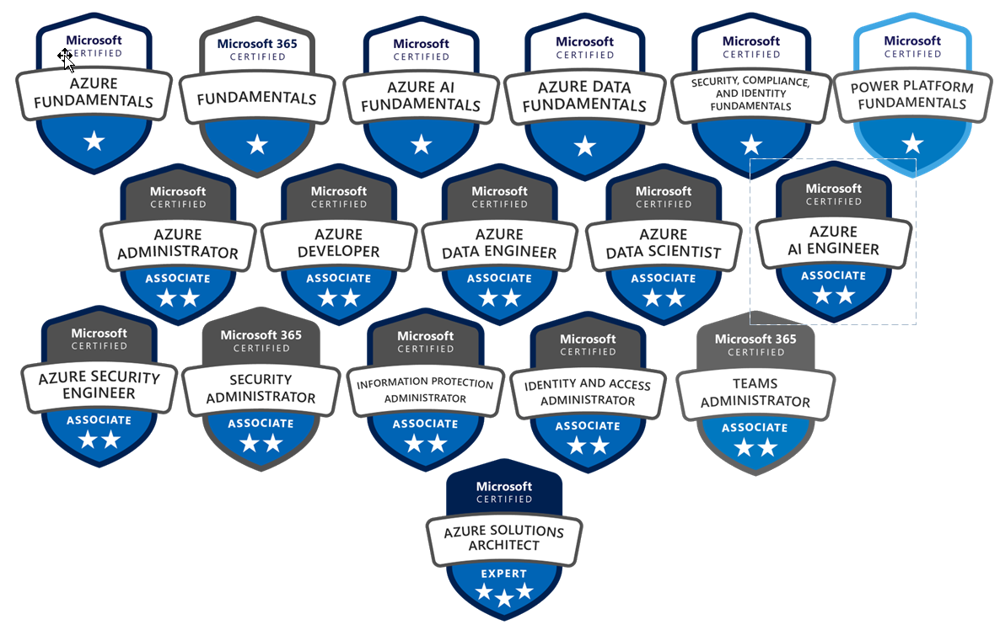 Microsoft
CERTIFIED
AZURE
FUNDAMENTALS
Microsoft 365
CERTIFIED
FUNDAMENTALS
Microsoft
CERTIFIED
AZURE AI
FUNDAMENTALS
Microsoft
CERTIFIED
AZURE DATA
FUNDAMENTALS
Microsoft
CERTIFIED
SECURITY, COMPLIANCE,
AND IDENTITY
FUNDAMENTALS
Microsoft
CERTIFIED
POWER PLATFORM
FUNDAMENTALS
Microsoft
CERTIFIED
AZURE
ADMINISTRATOR
ASSOCIATE
Microsoft
CERTIFIED
AZURE
DEVELOPER
ASSOCIATE
Microsoft
CERTIFIED
AZURE
DATA ENGINEER
ASSOCIATE
Microsoft
CERTIFIED
AZURE
DATA SCIENTIST
ASSOCIATE
Microsoft
CERTIFIED
AZURE
AI ENGINEER
ASSOCIATE
Microsoft
CERTIFIED
AZURE SECURITY
ENGINEER
ASSOCIATE
Microsoft 365
CERTIFIED
SECURITY
ADMINISTRATOR
ASSOCIATE
Microsoft
CERTIFIED
INFORMATION PROTECTION
ADMINISTRATOR
ASSOCIATE
Microsoft
CERTIFIED
IDENTITY AND ACCESS
ADMINISTRATOR
ASSOCIATE
Microsoft 365
CERTIFIED
TEAMS
ADMINISTRATOR
ASSOCIATE
Microsoft
CERTIFIED
AZURE SOLUTIONS
ARCHITECT
EXPERT